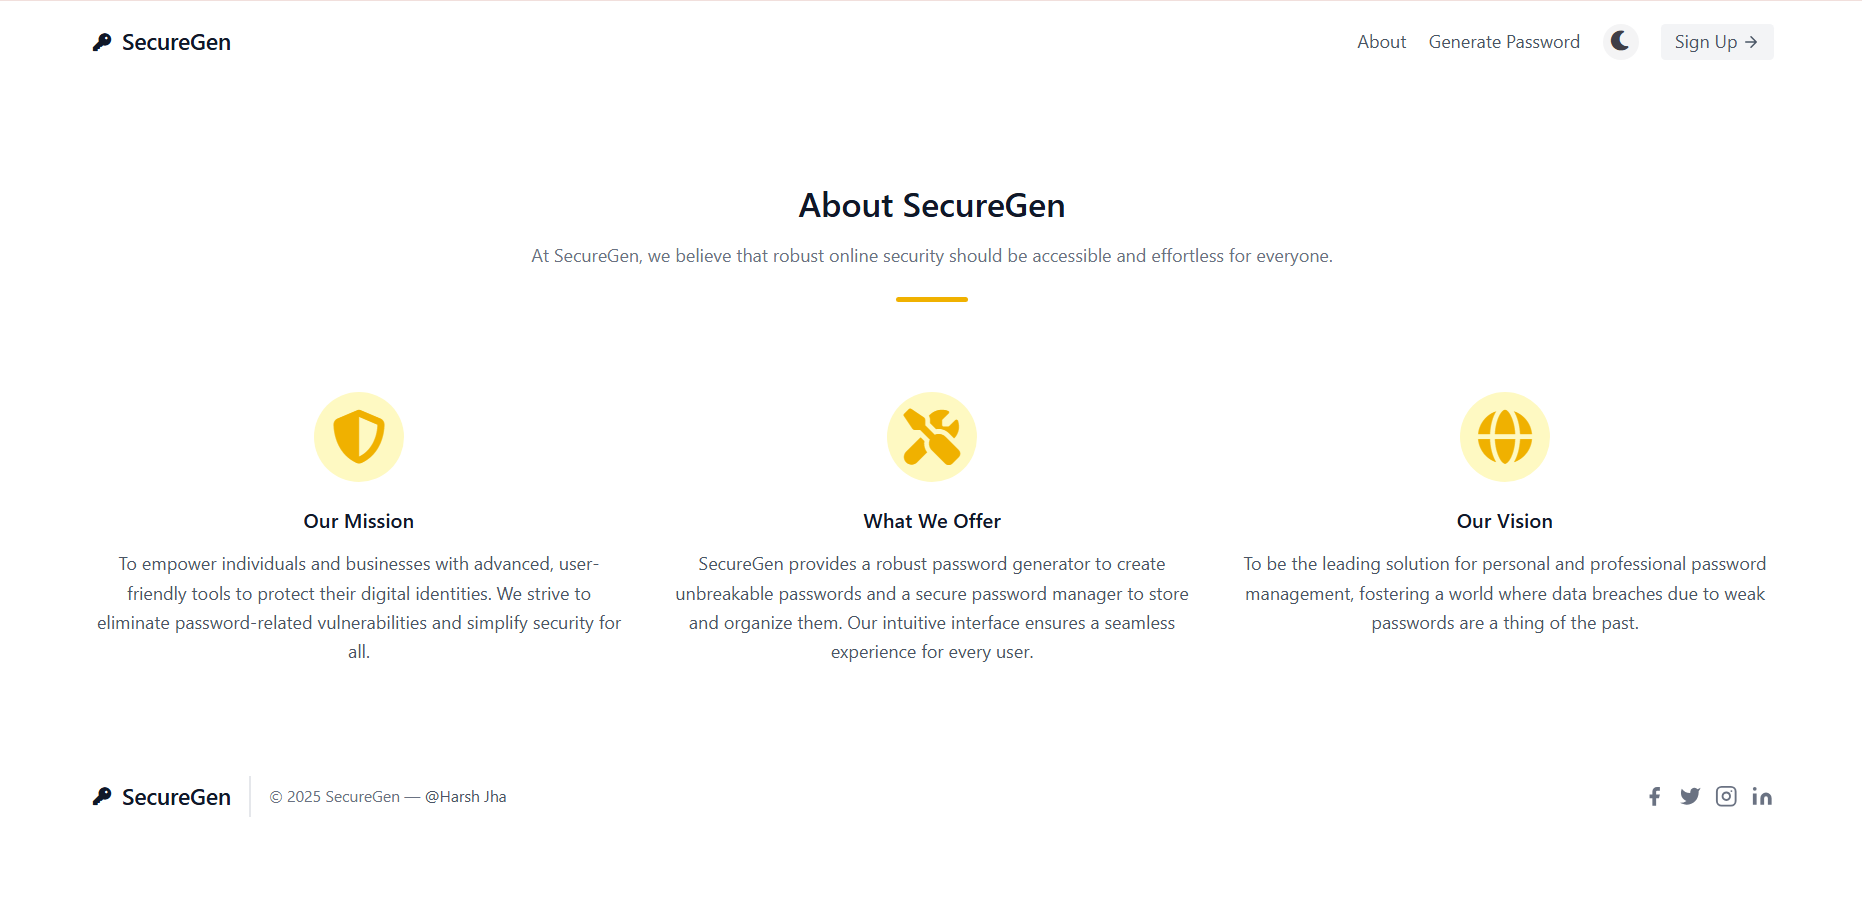 SecureGen
About
Generate Password
Sign Up →
About SecureGen
At SecureGen, we believe that robust online security should be accessible and effortless for everyone.
Our Mission
To empower individuals and businesses with advanced, user-
friendly tools to protect their digital identities. We strive to
eliminate password-related vulnerabilities and simplify security for
all.
What We Offer
SecureGen provides a robust password generator to create
unbreakable passwords and a secure password manager to store
and organize them. Our intuitive interface ensures a seamless
experience for every user.
Our Vision
To be the leading solution for personal and professional password
management, fostering a world where data breaches due to weak
passwords are a thing of the past.
SecureGen
© 2025 SecureGen — @Harsh Jha